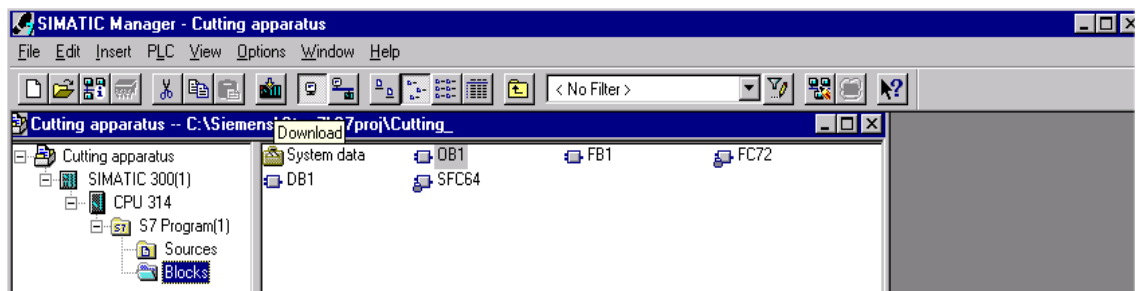 SIMATIC Manager - Cutting apparatus
File Edit Insert PLC View Options Window Help
< No Filter >
Cutting apparatus -- C:\Siemens\ 7proj\Cutting_
Download
Cutting apparatus
SIMATIC 300(1)
CPU 314
S7 Program(1)
Sources
Blocks
System data OB1 FB1 FC72
DB1 SFC64